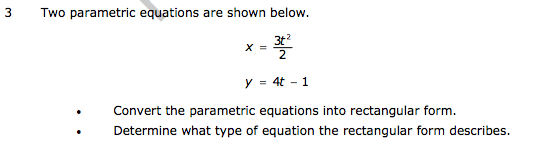 3 Two parametric equations are shown below.
x = 3t²/2
y = 4t – 1
• Convert the parametric equations into rectangular form.
• Determine what type of equation the rectangular form describes.